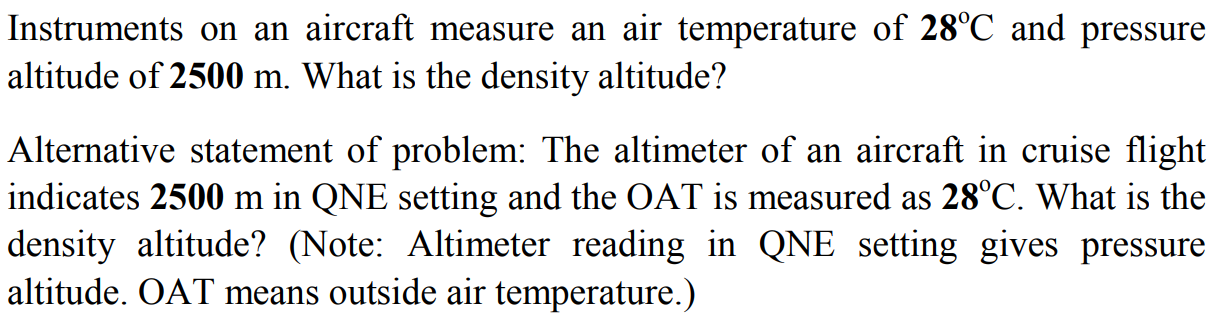 Instruments on an aircraft measure an air temperature of 28°C and pressure
altitude of 2500 m. What is the density altitude?
Alternative statement of problem: The altimeter of an aircraft in cruise flight
indicates 2500 m in QNE setting and the OAT is measured as 28°C. What is the
density altitude? (Note: Altimeter reading in QNE setting gives pressure
altitude. OAT means outside air temperature.)